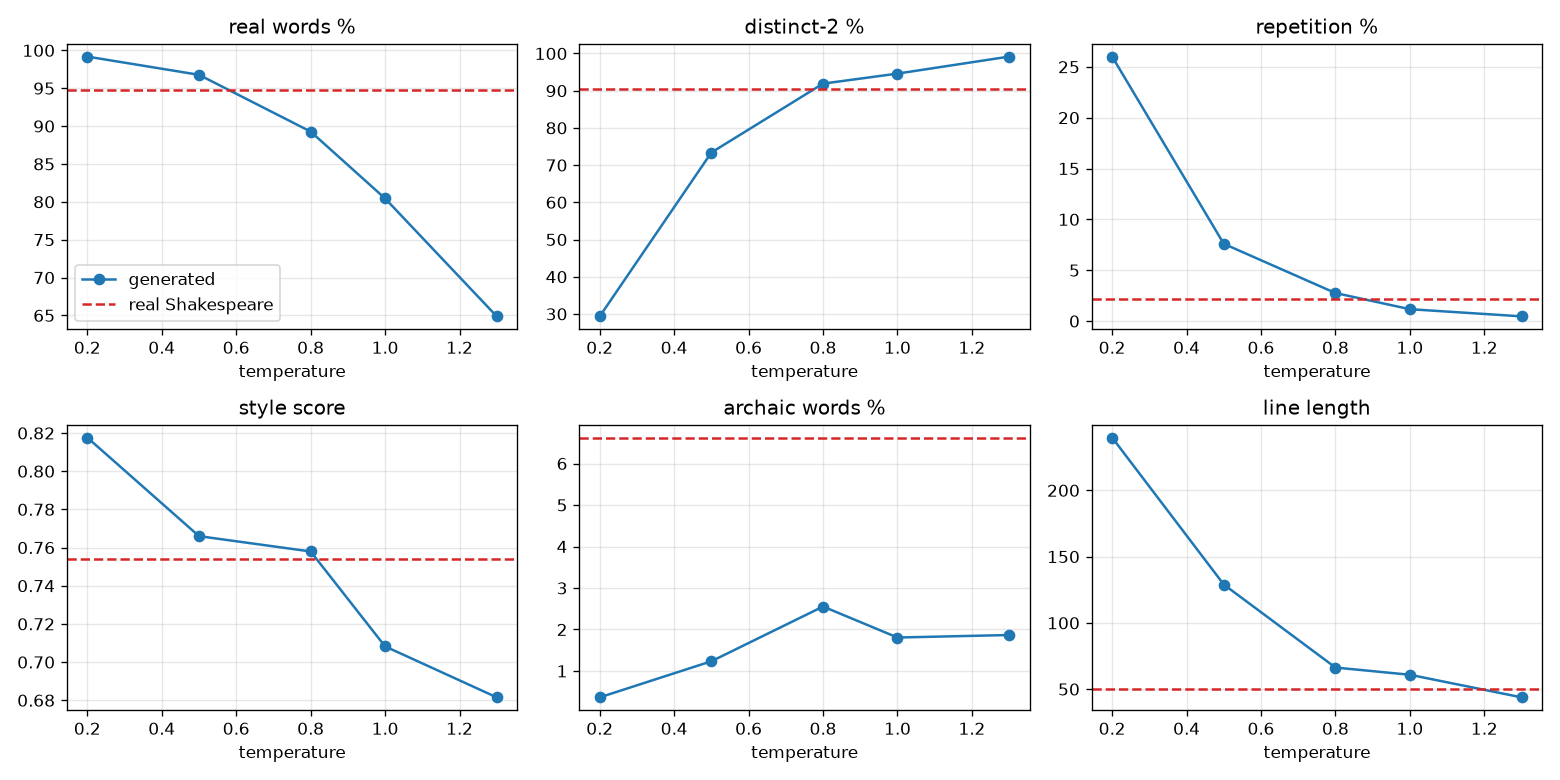 real words %
100
95
90
85
80
75
70
65
generated
real Shakespeare
0.2 0.4 0.6 0.8 1.0 1.2
temperature
distinct-2 %
100
90
80
70
60
50
40
30
0.2 0.4 0.6 0.8 1.0 1.2
temperature
repetition %
25
20
15
10
5
0
0.2 0.4 0.6 0.8 1.0 1.2
temperature
style score
0.82
0.80
0.78
0.76
0.74
0.72
0.70
0.68
0.2 0.4 0.6 0.8 1.0 1.2
temperature
archaic words %
6
5
4
3
2
1
0.2 0.4 0.6 0.8 1.0 1.2
temperature
line length
200
150
100
50
0.2 0.4 0.6 0.8 1.0 1.2
temperature